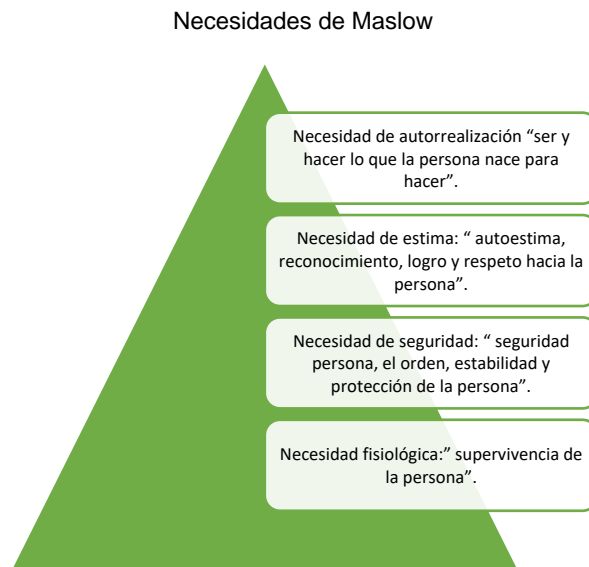 Necesidades de Maslow
Necesidad de autorrealización “ser y
hacer lo que la persona nace para
hacer”.
Necesidad de estima: “ autoestima,
reconocimiento, logro y respeto hacia la
persona”.
Necesidad de seguridad: “ seguridad
persona, el orden, estabilidad y
protección de la persona”.
Necesidad fisiológica:” supervivencia de
la persona”.